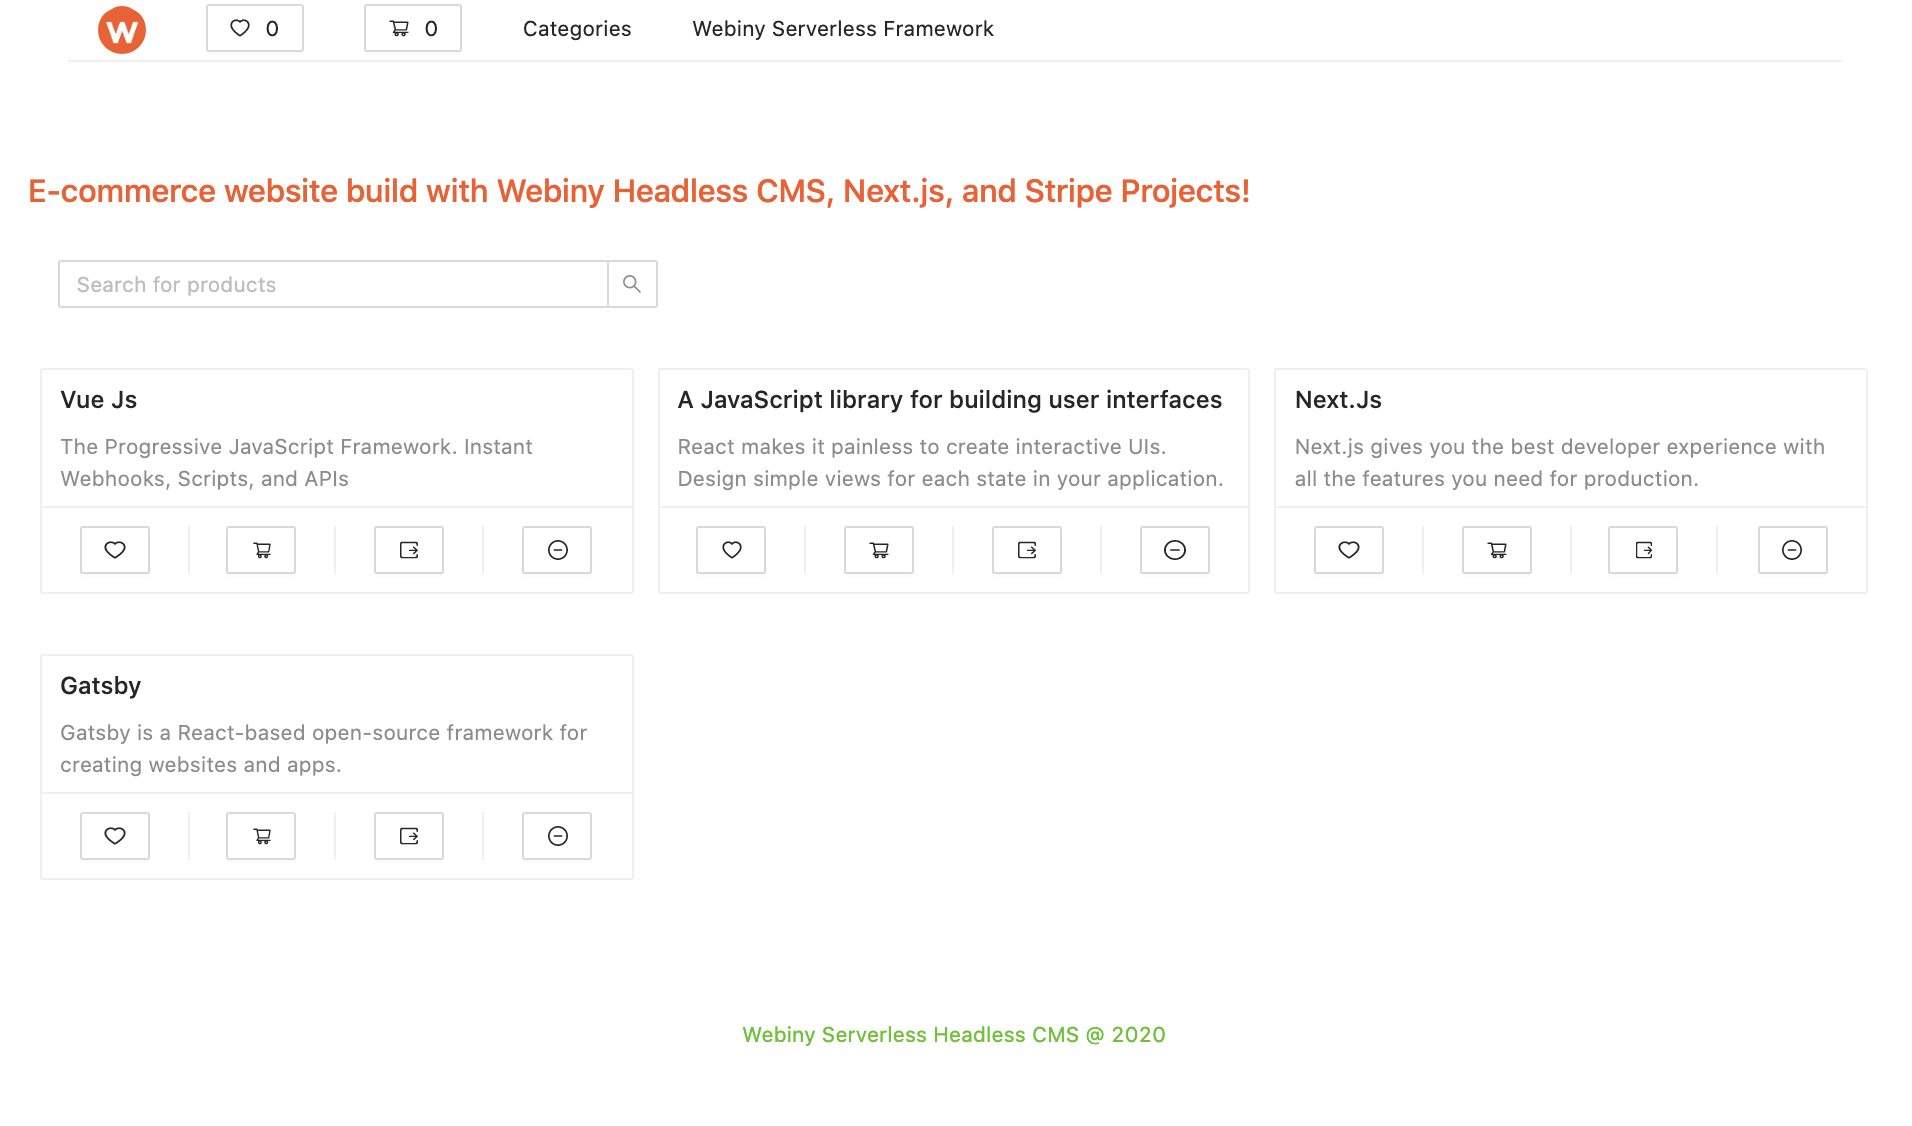 W 0 0 Categories Webiny Serverless Framework
E-commerce website build with Webiny Headless CMS, Next.js, and Stripe Projects!
Search for products
Vue Js
The Progressive JavaScript Framework. Instant
Webhooks, Scripts, and APIs
A JavaScript library for building user interfaces
React makes it painless to create interactive UIs.
Design simple views for each state in your application.
Next.Js
Next.js gives you the best developer experience with
all the features you need for production.
Gatsby
Gatsby is a React-based open-source framework for
creating websites and apps.
Webiny Serverless Headless CMS @ 2020